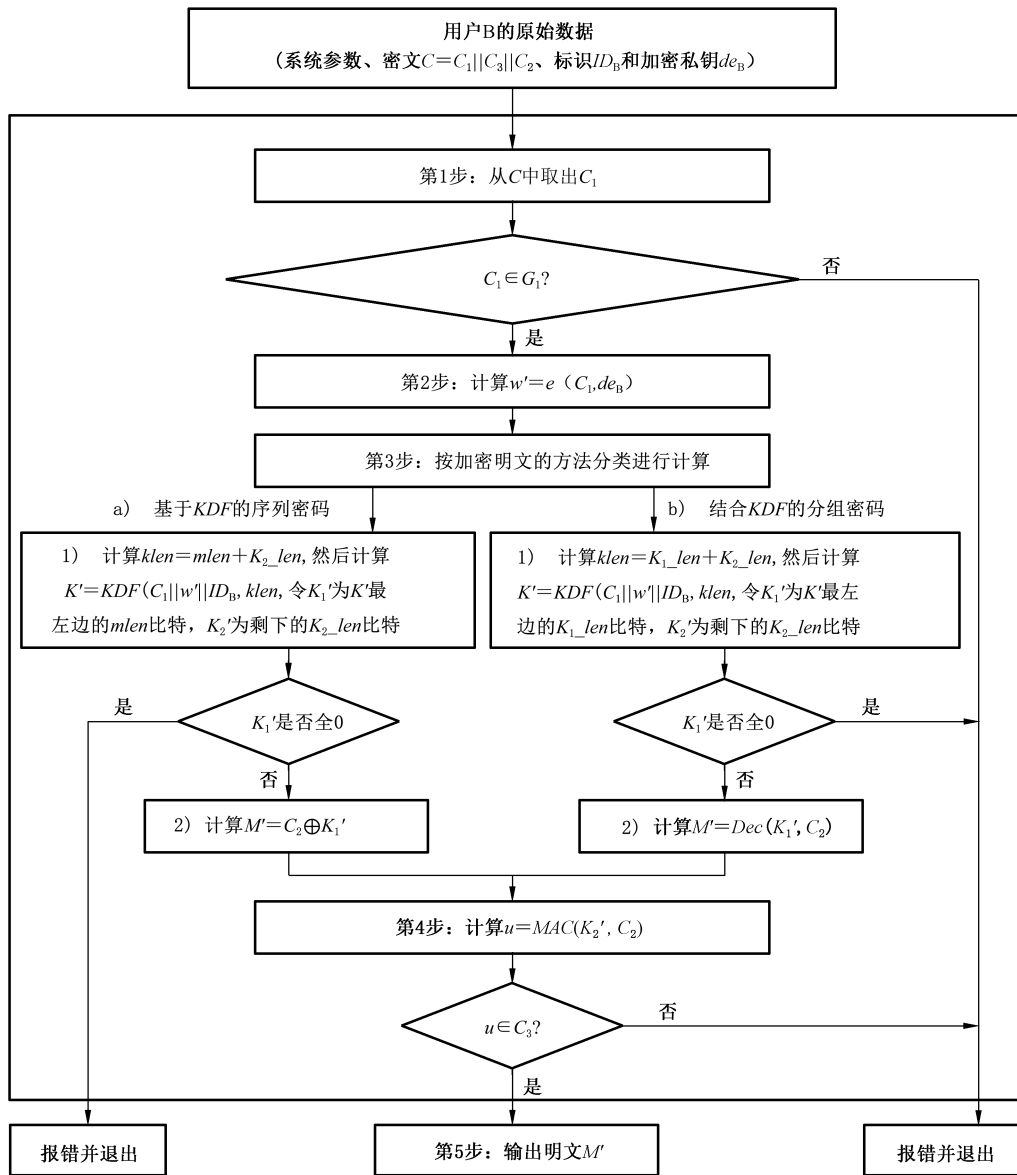 用户B的原始数据
(系统参数、密文C=C₁||C₃||C₂、标识ID_B和加密私钥de_B)
第1步：从C中取出C₁
C₁∈G₁?
否
是
第2步：计算w′=e（C₁,de_B）
第3步：按加密明文的方法分类进行计算
a) 基于KDF的序列密码
b) 结合KDF的分组密码
1) 计算klen=mlen+K₂_len,然后计算
K′=KDF(C₁||w′||ID_B,klen,令K₁′为K′最
左边的mlen比特，K₂′为剩下的K₂_len比特
1) 计算klen=K₁_len+K₂_len,然后计算
K′=KDF(C₁||w′||ID_B,klen,令K₁′为K′最左
边的K₁_len比特，K₂′为剩下的K₂_len比特
是
K₁′是否全0
K₁′是否全0
是
否
否
2) 计算M′=C₂⊕K₁′
2) 计算M′=Dec(K₁′,C₂)
第4步：计算u=MAC(K₂′,C₂)
u∈C₃?
否
是
报错并退出
第5步：输出明文M′
报错并退出